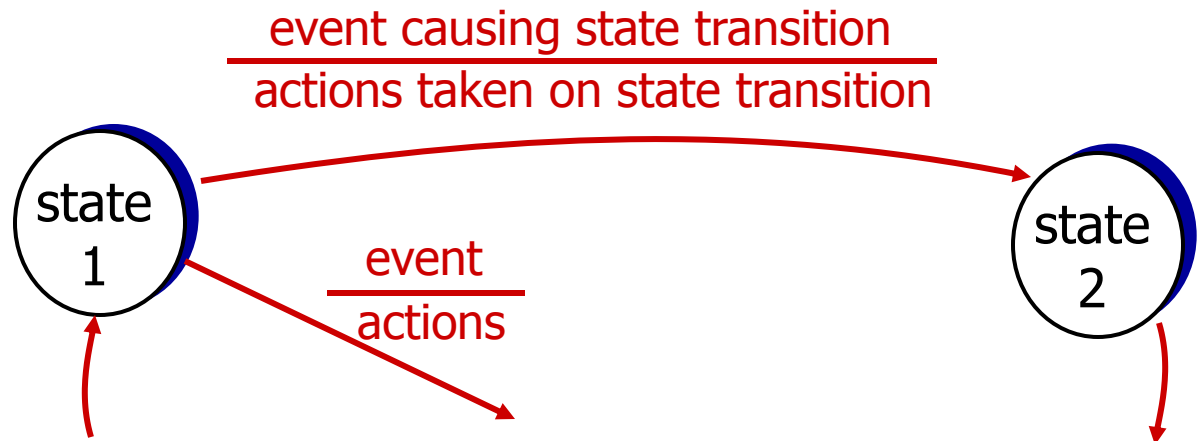 event causing state transition
actions taken on state transition
state
1
state
2
event
actions